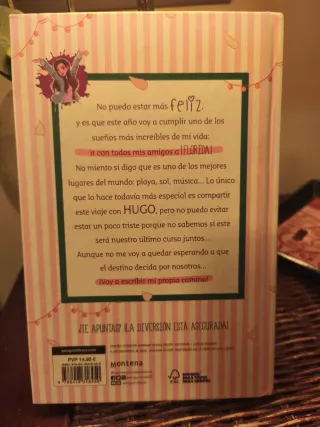 No puedo estar más feliz,
y es que este año voy a cumplir uno de los
sueños más increíbles de mi vida:
¡ir con todos mis amigos a ¡FLORIDA!
No miento si digo que es uno de los mejores
lugares del mundo: playa, sol, música... Lo único
que lo hace todavía más especial es compartir
este viaje con HUGO, pero no puedo evitar
estar un poco triste porque no sabemos si este
será nuestro último curso juntos...
Aunque no me voy a quedar esperando a que
el destino decida por nosotros...
¡Voy a escribir mi propio camino!
¿TE APUNTAS? ¡LA DIVERSIÓN ESTÁ ASEGURADA!
PVP 14.95 €
montena
FSC